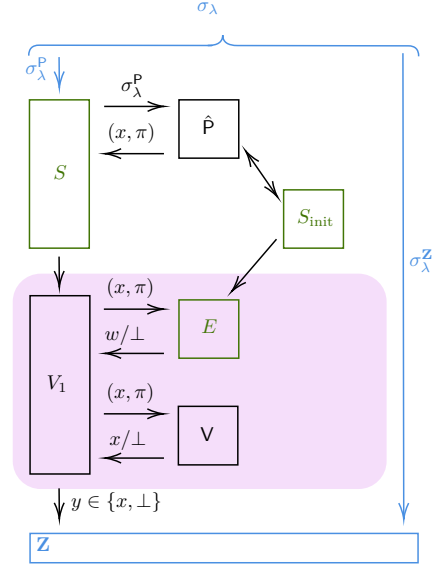 σ_λ
σ_λ^P
σ_λ^P
P̂
(x, π)
S
S_init
σ_λ^Z
(x, π)
E
w/⊥
V_1
(x, π)
V
x/⊥
y ∈ {x, ⊥}
Z